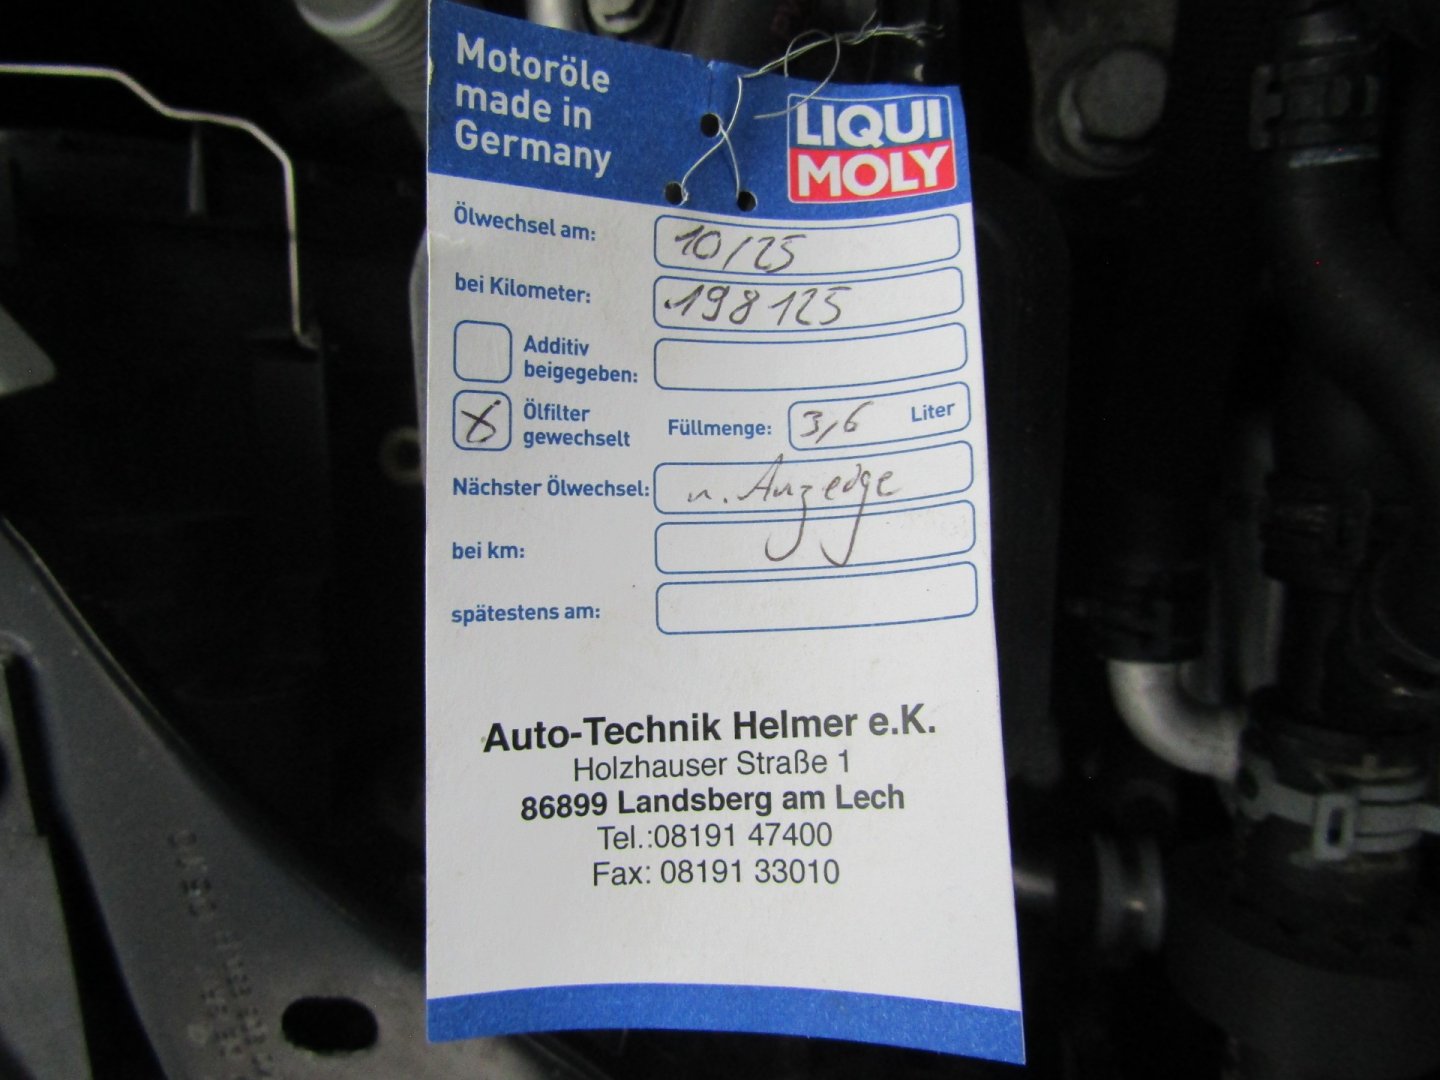 Motoröle
made in
Germany
LIQUI
MOLY
Ölwechsel am: 10/25
bei Kilometer: 198125
Additiv
beigegeben:
Ölfilter
gewechselt
Füllmenge: 3,6 Liter
Nächster Ölwechsel: n. Anzeige
bei km:
spätestens am:
Auto-Technik Helmer e.K.
Holzhauser Straße 1
86899 Landsberg am Lech
Tel.:08191 47400
Fax: 08191 33010